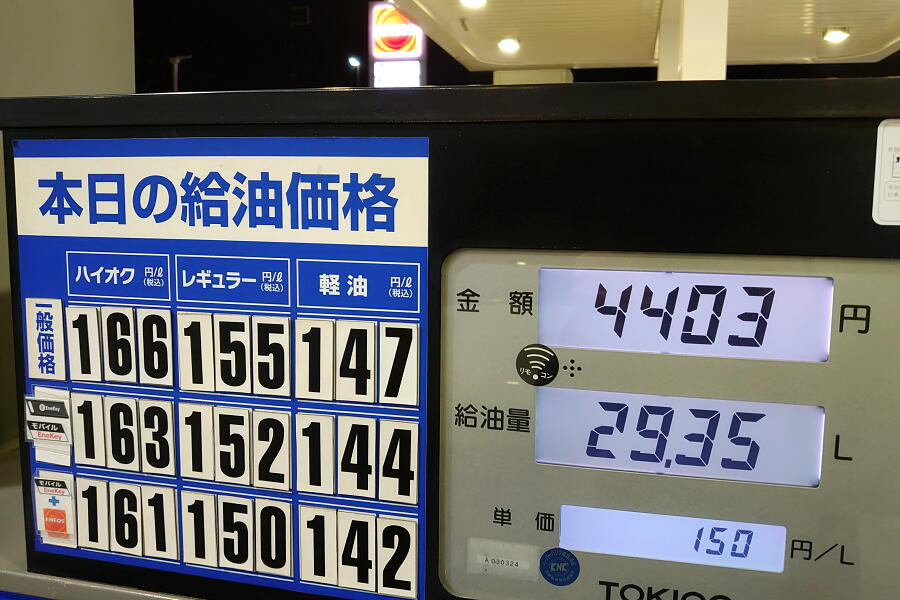 ENEOS
本日の給油価格
ハイオク 円/ℓ (税込)
レギュラー 円/ℓ (税込)
軽油 円/ℓ (税込)
一般価格 166 155 147
EneKey
モバイル EneKey
163 152 144
モバイル EneKey
+
ENEOS
161 150 142
金額 4403 円
リモコン
給油量 29.35 L
単価 150 円/L
AG30324
TOKICO